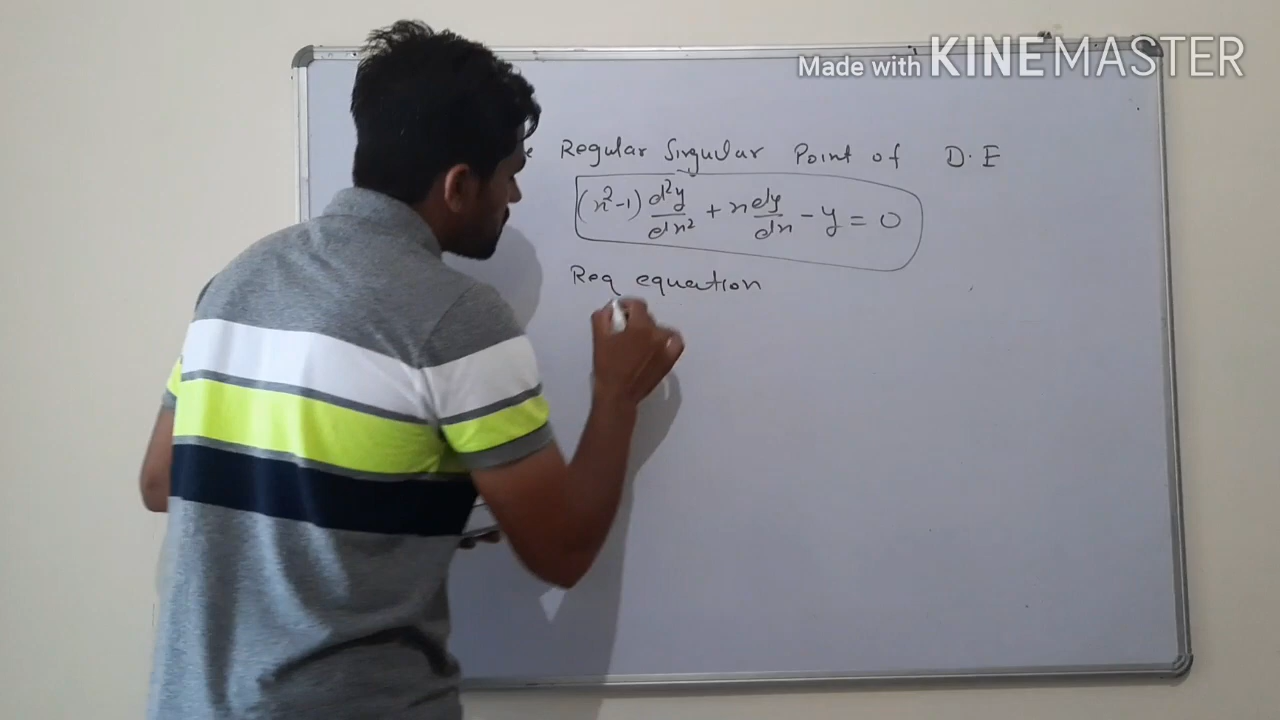 Made with KINEMASTER
Regular Singular Point of D.E
(x²-1) d²y/dx² + x dy/dx - y = 0
Req equation